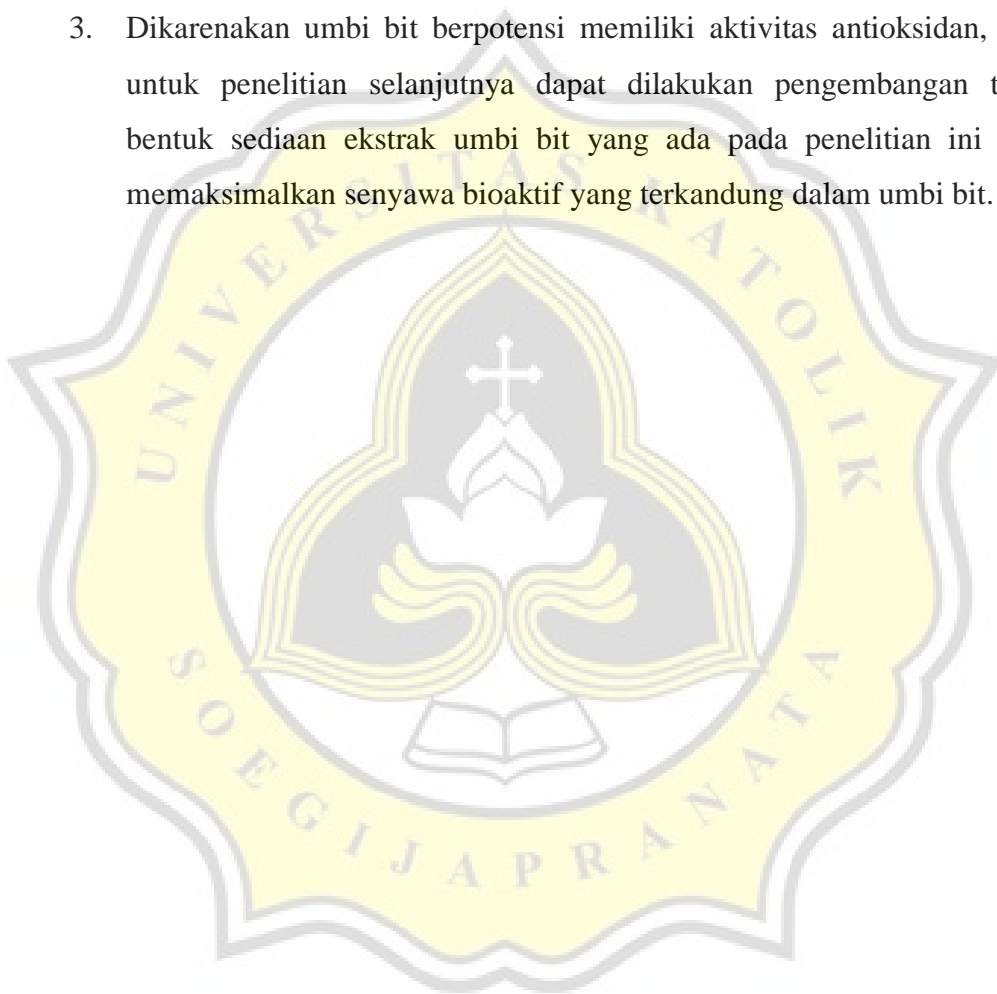 3. Dikarenakan umbi bit berpotensi memiliki aktivitas antioksidan,
untuk penelitian selanjutnya dapat dilakukan pengembangan t
bentuk sediaan ekstrak umbi bit yang ada pada penelitian ini
memaksimalkan senyawa bioaktif yang terkandung dalam umbi bit.
UNIVERSITAS KATOLIK
SOEGIJAPRANATA